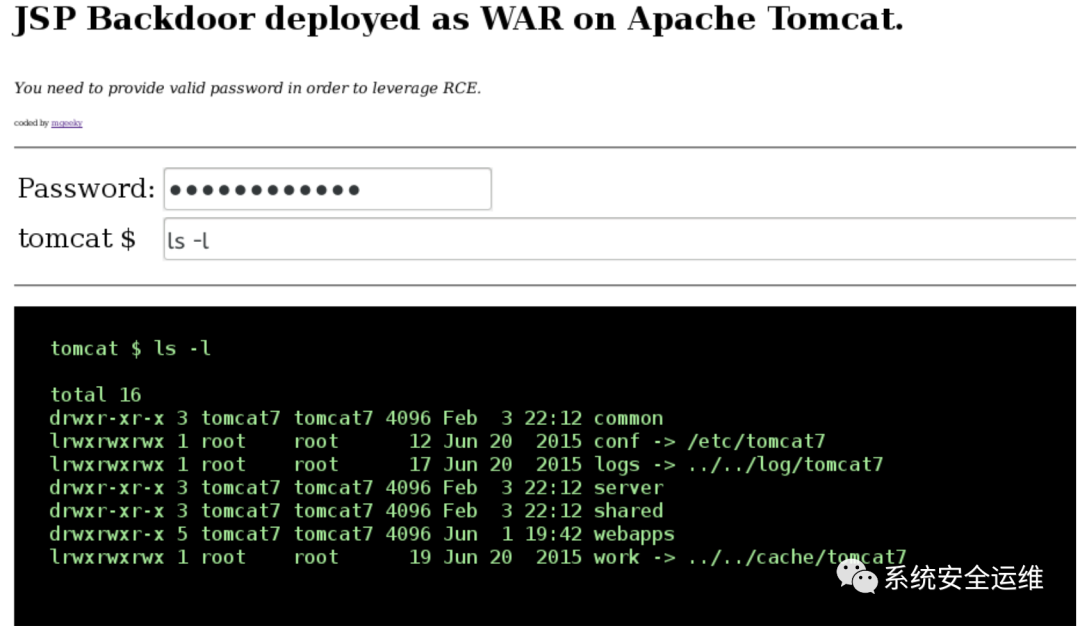 JSP Backdoor deployed as WAR on Apache Tomcat.
You need to provide valid password in order to leverage RCE.
coded by mgeeky
Password: ●●●●●●●●●●●●
tomcat $ ls -l
tomcat $ ls -l
total 16
drwxr-xr-x 3 tomcat7 tomcat7 4096 Feb  3 22:12 common
lrwxrwxrwx 1 root    root      12 Jun 20  2015 conf -> /etc/tomcat7
lrwxrwxrwx 1 root    root      17 Jun 20  2015 logs -> ../../log/tomcat7
drwxr-xr-x 3 tomcat7 tomcat7 4096 Feb  3 22:12 server
drwxr-xr-x 3 tomcat7 tomcat7 4096 Feb  3 22:12 shared
drwxrwxr-x 5 tomcat7 tomcat7 4096 Jun  1 19:42 webapps
lrwxrwxrwx 1 root    root      19 Jun 20  2015 work -> ../../cache/tomcat7
系统安全运维